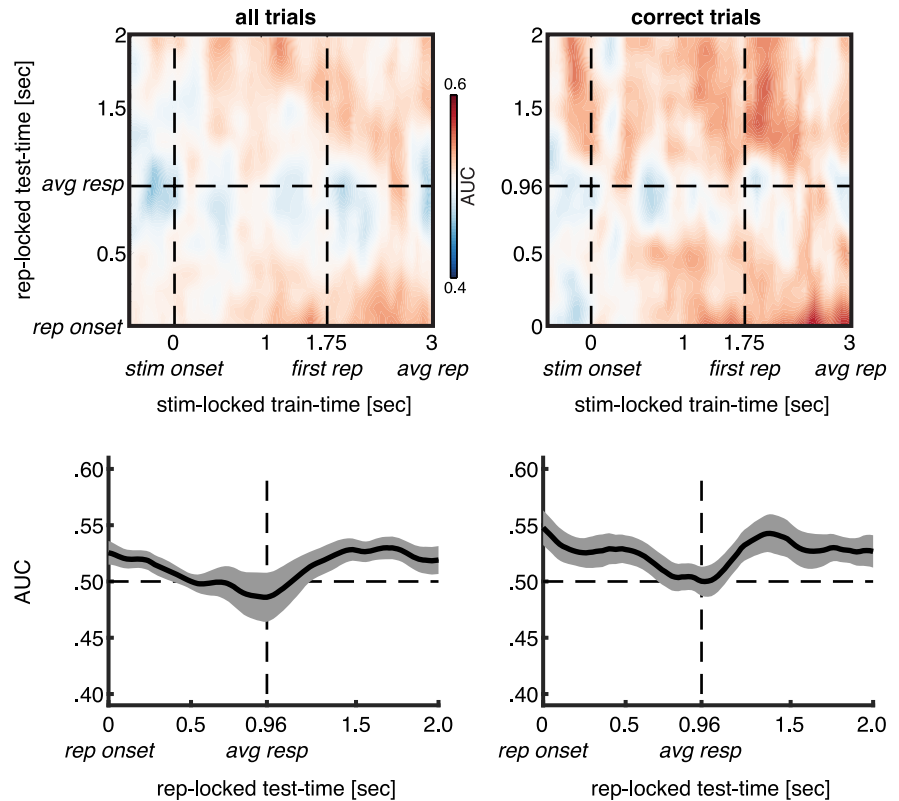 all trials
correct trials
2
1.5
avg resp
0.5
rep onset
rep-locked test-time [sec]
0
1
1.75
3
stim onset
first rep
avg rep
stim-locked train-time [sec]
0.6
AUC
0.4
2
1.5
0.96
0.5
0
0
1
1.75
3
stim onset
first rep
avg rep
stim-locked train-time [sec]
.60
.55
.50
.45
.40
AUC
0
0.5
0.96
1.5
2.0
rep onset
avg resp
rep-locked test-time [sec]
.60
.55
.50
.45
.40
0
0.5
0.96
1.5
2.0
rep onset
avg resp
rep-locked test-time [sec]